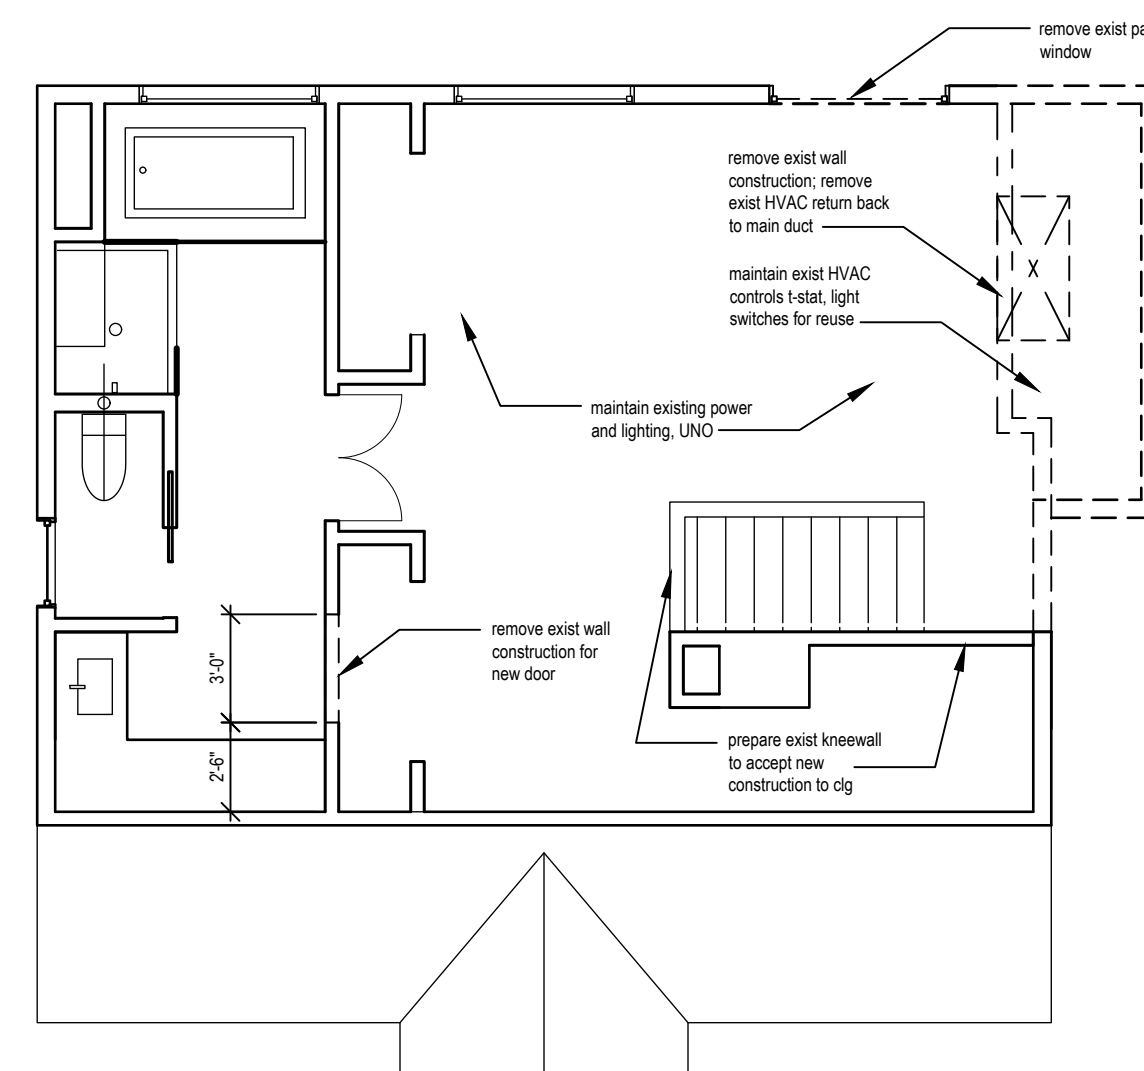 remove exist
window
remove exist wall
construction; remove
exist HVAC return back
to main duct
maintain exist HVAC
controls t-stat, light
switches for reuse
maintain existing power
and lighting, UNO
remove exist wall
construction for
new door
3'-0"
2'-6"
prepare exist kneewall
to accept new
construction to clg